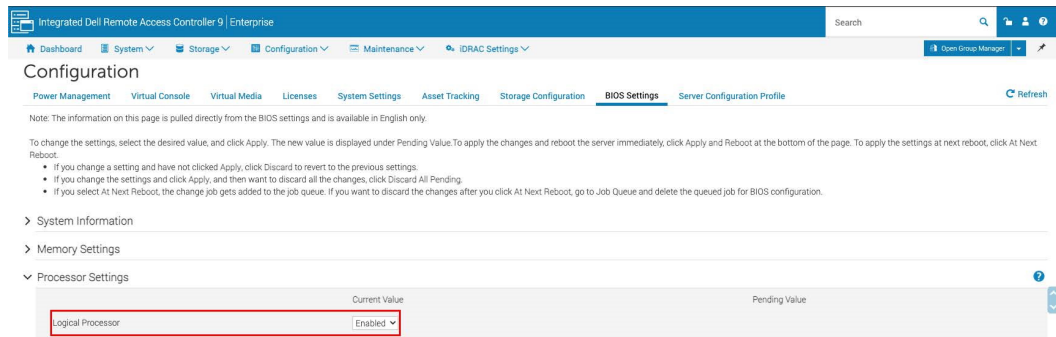 Integrated Dell Remote Access Controller 9 | Enterprise
Search
Dashboard System Storage Configuration Maintenance iDRAC Settings
Open Group Manager
Configuration
Power Management Virtual Console Virtual Media Licenses System Settings Asset Tracking Storage Configuration BIOS Settings Server Configuration Profile
Refresh
Note: The information on this page is pulled directly from the BIOS settings and is available in English only.
To change the settings, select the desired value, and click Apply. The new value is displayed under Pending Value.To apply the changes and reboot the server immediately, click Apply and Reboot at the bottom of the page. To apply the settings at next reboot, click At Next
Reboot.
• If you change a setting and have not clicked Apply, click Discard to revert to the previous settings.
• If you change the settings and click Apply, and then want to discard all the changes, click Discard All Pending.
• If you select At Next Reboot, the change job gets added to the job queue. If you want to discard the changes after you click At Next Reboot, go to Job Queue and delete the queued job for BIOS configuration.
System Information
Memory Settings
Processor Settings
Current Value Pending Value
Logical Processor Enabled